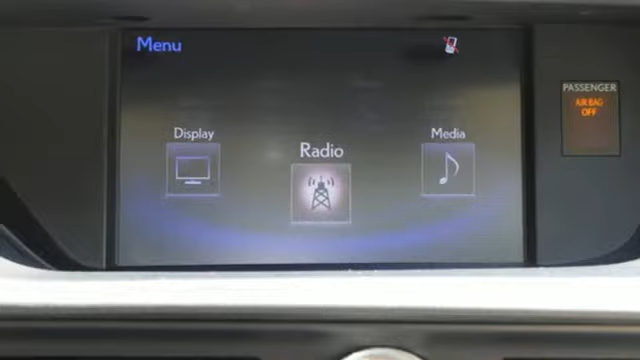 Menu
PASSENGER
AIR BAG
OFF
Display
Radio
Media